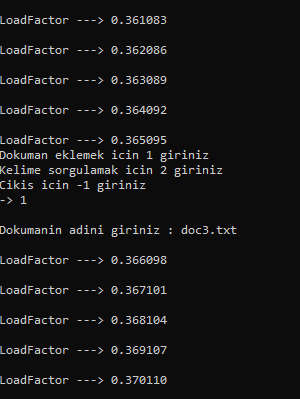 LoadFactor ---> 0.361083
LoadFactor ---> 0.362086
LoadFactor ---> 0.363089
LoadFactor ---> 0.364092
LoadFactor ---> 0.365095
Dokuman eklemek icin 1 giriniz
Kelime sorgulamak icin 2 giriniz
Cikis icin -1 giriniz
-> 1
Dokumanin adini giriniz : doc3.txt
LoadFactor ---> 0.366098
LoadFactor ---> 0.367101
LoadFactor ---> 0.368104
LoadFactor ---> 0.369107
LoadFactor ---> 0.370110